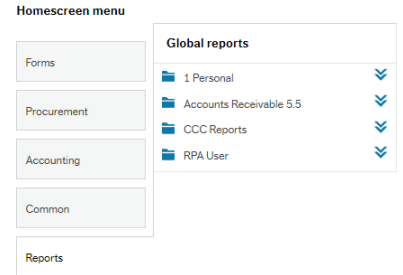 Homescreen menu
Forms
Procurement
Accounting
Common
Reports
Global reports
1 Personal
Accounts Receivable 5.5
CCC Reports
RPA User